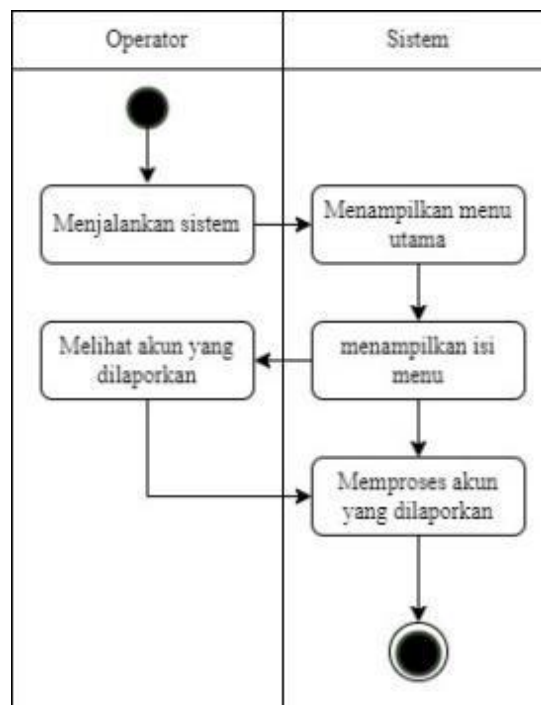 Operator
Sistem
Menjalankan sistem
Menampilkan menu
utama
Melihat akun yang
dilaporkan
menampilkan isi
menu
Memproses akun
yang dilaporkan